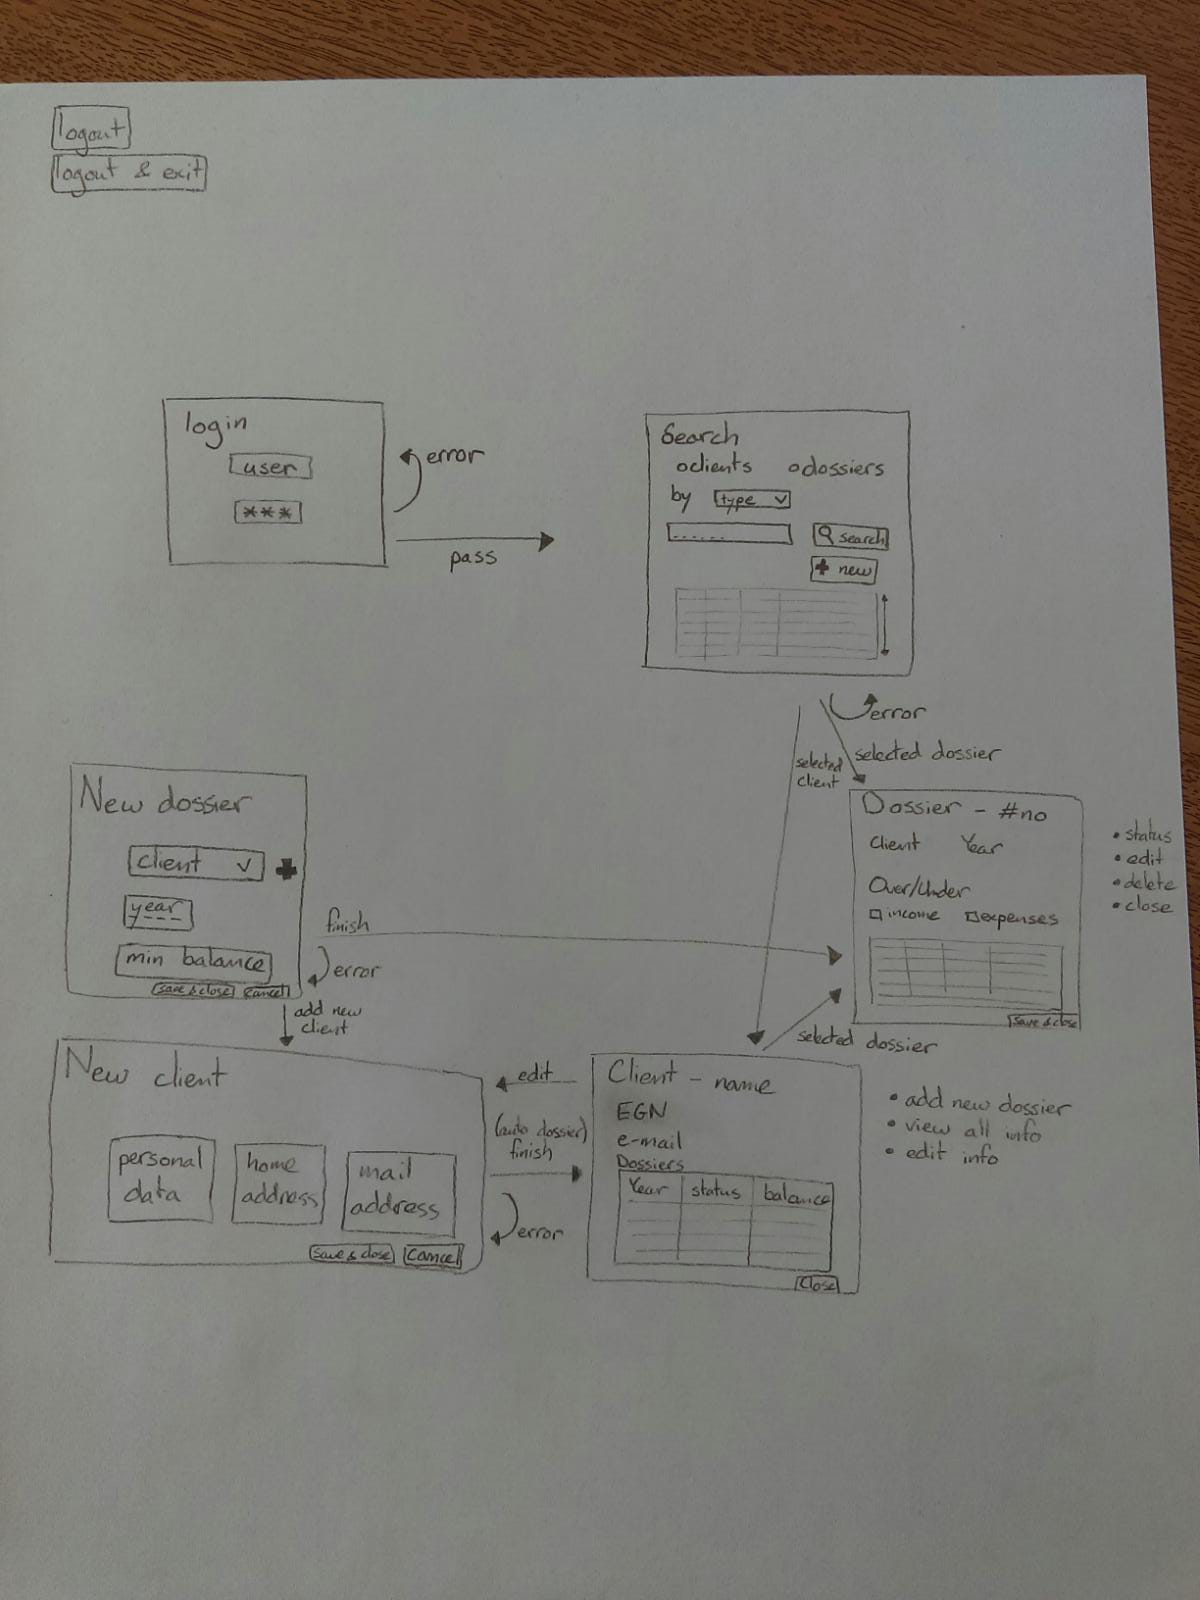 logout
logout & exit
login
user
***
error
pass
Search
clients dossiers
by type
......
search
+ new
error
selected dossier
selected client
New dossier
client
year
min balance
save & close cancel
finish
error
add new client
Dossier - #no
Client Year
Over/Under
income expenses
save & close
• status
• edit
• delete
• close
selected dossier
New client
personal data
home address
mail address
save & close cancel
edit
(auto dossier)
finish
error
Client - name
EGN
e-mail
Dossiers
Year status balance
Close
• add new dossier
• view all info
• edit info